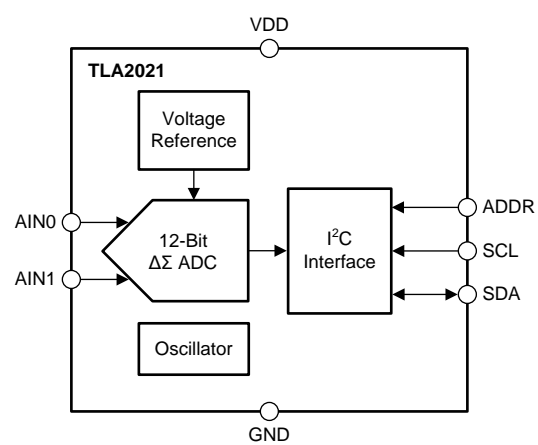 VDD
TLA2021
Voltage
Reference
AIN0
AIN1
12-Bit
ΔΣ ADC
I²C
Interface
ADDR
SCL
SDA
Oscillator
GND